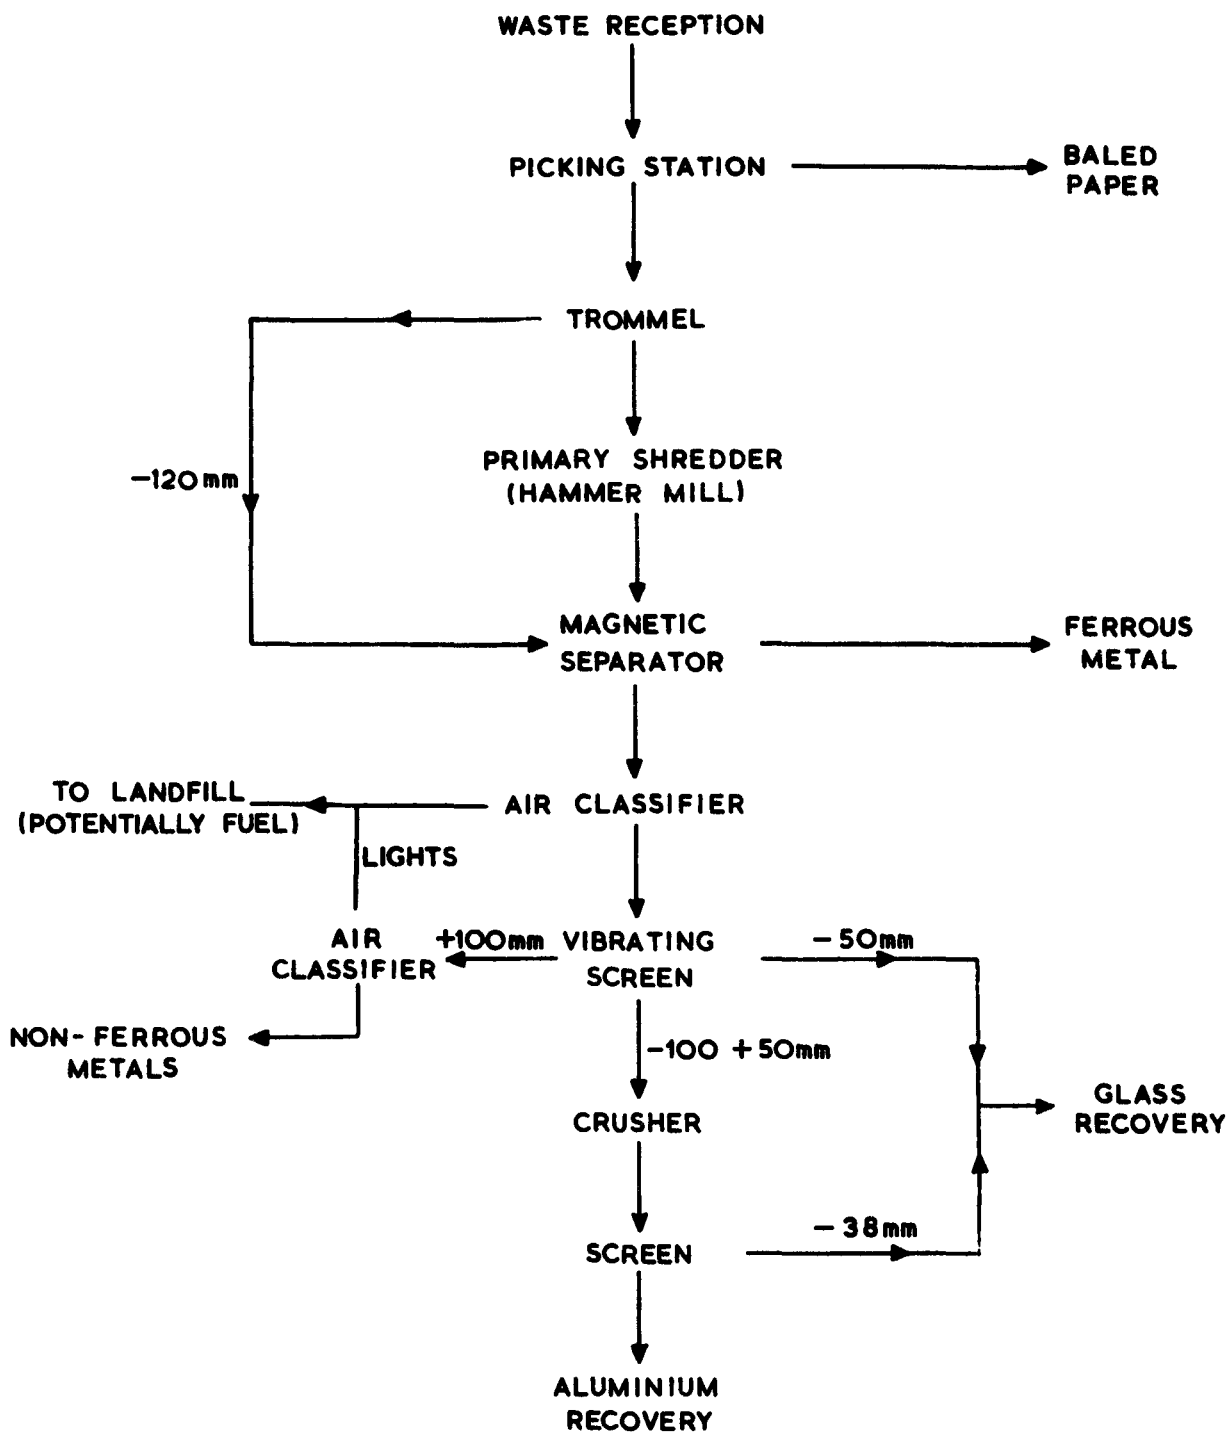 WASTE RECEPTION
PICKING STATION
BALED
PAPER
TROMMEL
-120mm
PRIMARY SHREDDER
(HAMMER MILL)
MAGNETIC
SEPARATOR
FERROUS
METAL
TO LANDFILL
(POTENTIALLY FUEL)
AIR CLASSIFIER
LIGHTS
AIR
CLASSIFIER
+100mm
VIBRATING
SCREEN
-50mm
NON-FERROUS
METALS
-100 +50mm
CRUSHER
GLASS
RECOVERY
SCREEN
-38mm
ALUMINIUM
RECOVERY